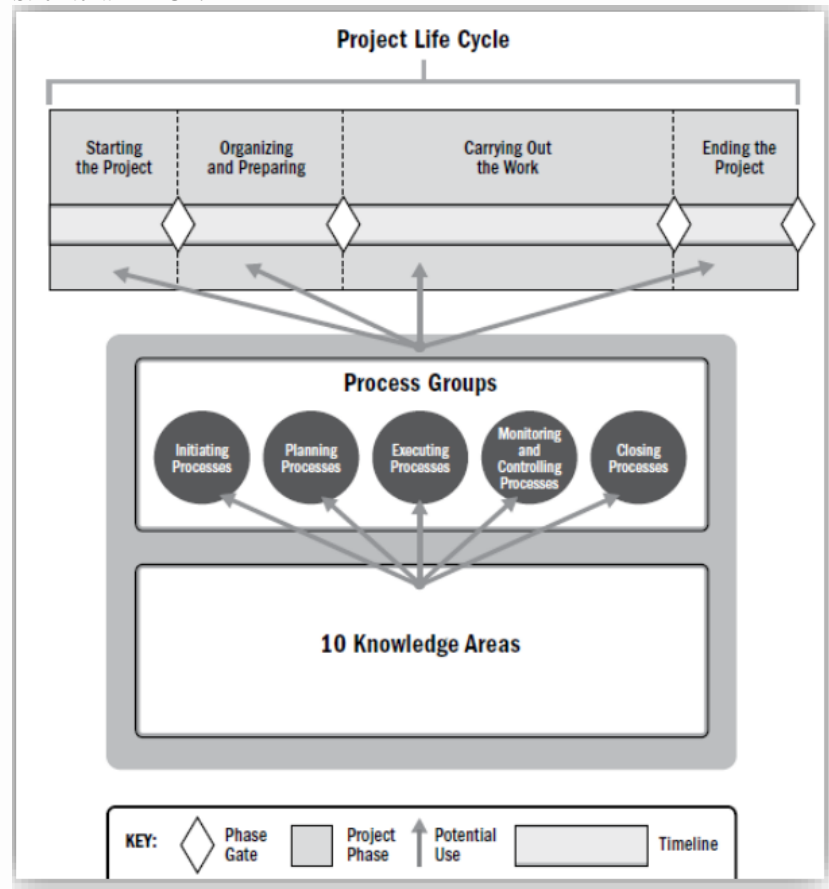 Project Life Cycle
Starting
the Project
Organizing
and Preparing
Carrying Out
the Work
Ending the
Project
Process Groups
Initiating
Processes
Planning
Processes
Executing
Processes
Monitoring
and
Controlling
Processes
Closing
Processes
10 Knowledge Areas
KEY:
Phase
Gate
Project
Phase
Potential
Use
Timeline